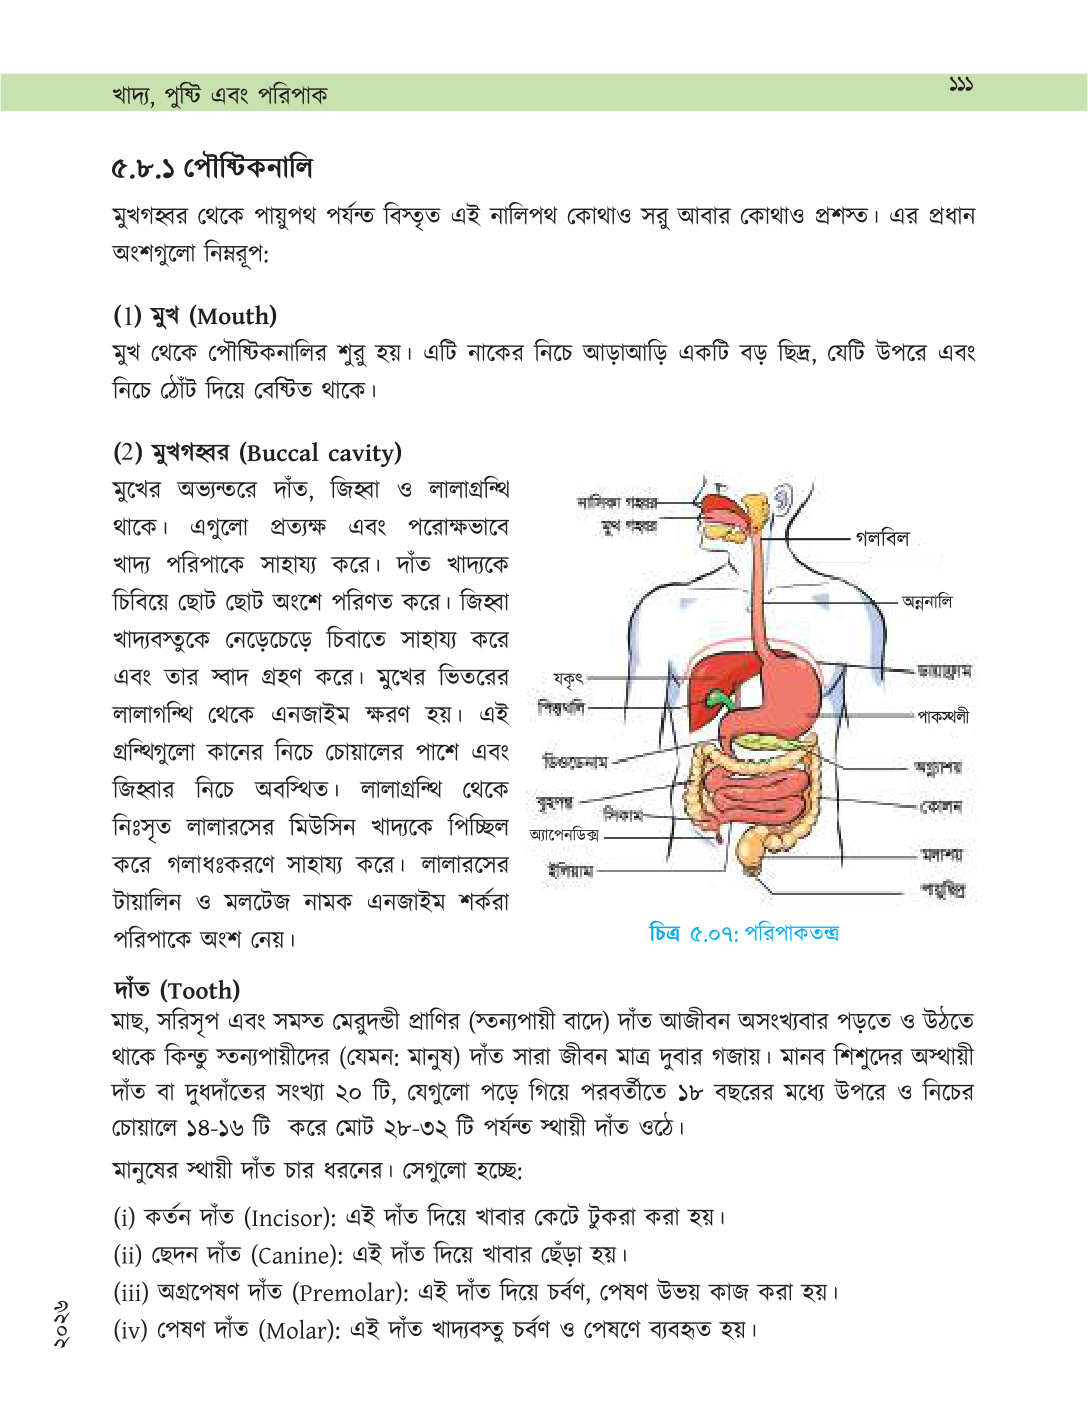 খাদ্য, পুষ্টি এবং পরিপাক
১১১
৫.৮.১ পৌষ্টিকনালি
মুখগহ্বর থেকে পায়ুপথ পর্যন্ত বিস্তৃত এই নালিপথ কোথাও সরু আবার কোথাও প্রশস্ত। এর প্রধান
অংশগুলো নিম্নরূপ:
(1) মুখ (Mouth)
মুখ থেকে পৌষ্টিকনালির শুরু হয়। এটি নাকের নিচে আড়াআড়ি একটি বড় ছিদ্র, যেটি উপরে এবং
নিচে ঠোঁট দিয়ে বেষ্টিত থাকে।
(2) মুখগহ্বর (Buccal cavity)
মুখের অভ্যন্তরে দাঁত, জিহ্বা ও লালাগ্রন্থি
থাকে। এগুলো প্রত্যক্ষ এবং পরোক্ষভাবে
খাদ্য পরিপাকে সাহায্য করে। দাঁত খাদ্যকে
চিবিয়ে ছোট ছোট অংশে পরিণত করে। জিহ্বা
খাদ্যবস্তুকে নেড়েচেড়ে চিবাতে সাহায্য করে
এবং তার স্বাদ গ্রহণ করে। মুখের ভিতরের
লালাগন্থি থেকে এনজাইম ক্ষরণ হয়। এই
গ্রন্থিগুলো কানের নিচে চোয়ালের পাশে এবং
জিহ্বার নিচে অবস্থিত। লালাগ্রন্থি থেকে
নিঃসৃত লালারসের মিউসিন খাদ্যকে পিচ্ছিল
করে গলাধঃকরণে সাহায্য করে। লালারসের
টায়ালিন ও মলটেজ নামক এনজাইম শর্করা
পরিপাকে অংশ নেয়।
নাসিকা গহ্বর
মুখ গহ্বর
গলবিল
অন্ননালি
যকৃৎ
ডায়াফ্রাম
পিত্তথলি
পাকস্থলী
ডিওডেনাম
অগ্ন্যাশয়
বৃহদন্ত্র
কোলন
সিকাম
অ্যাপেনডিক্স
মলাশয়
ইলিয়াম
পায়ুছিদ্র
চিত্র ৫.০৭: পরিপাকতন্ত্র
দাঁত (Tooth)
মাছ, সরিসৃপ এবং সমস্ত মেরুদন্ডী প্রাণির (স্তন্যপায়ী বাদে) দাঁত আজীবন অসংখ্যবার পড়তে ও উঠতে
থাকে কিন্তু স্তন্যপায়ীদের (যেমন: মানুষ) দাঁত সারা জীবন মাত্র দুবার গজায়। মানব শিশুদের অস্থায়ী
দাঁত বা দুধদাঁতের সংখ্যা ২০ টি, যেগুলো পড়ে গিয়ে পরবর্তীতে ১৮ বছরের মধ্যে উপরে ও নিচের
চোয়ালে ১৪-১৬ টি করে মোট ২৮-৩২ টি পর্যন্ত স্থায়ী দাঁত ওঠে।
মানুষের স্থায়ী দাঁত চার ধরনের। সেগুলো হচ্ছে:
(i) কর্তন দাঁত (Incisor): এই দাঁত দিয়ে খাবার কেটে টুকরা করা হয়।
(ii) ছেদন দাঁত (Canine): এই দাঁত দিয়ে খাবার ছেঁড়া হয়।
(iii) অগ্রপেষণ দাঁত (Premolar): এই দাঁত দিয়ে চর্বণ, পেষণ উভয় কাজ করা হয়।
(iv) পেষণ দাঁত (Molar): এই দাঁত খাদ্যবস্তু চর্বণ ও পেষণে ব্যবহৃত হয়।
২০২৬